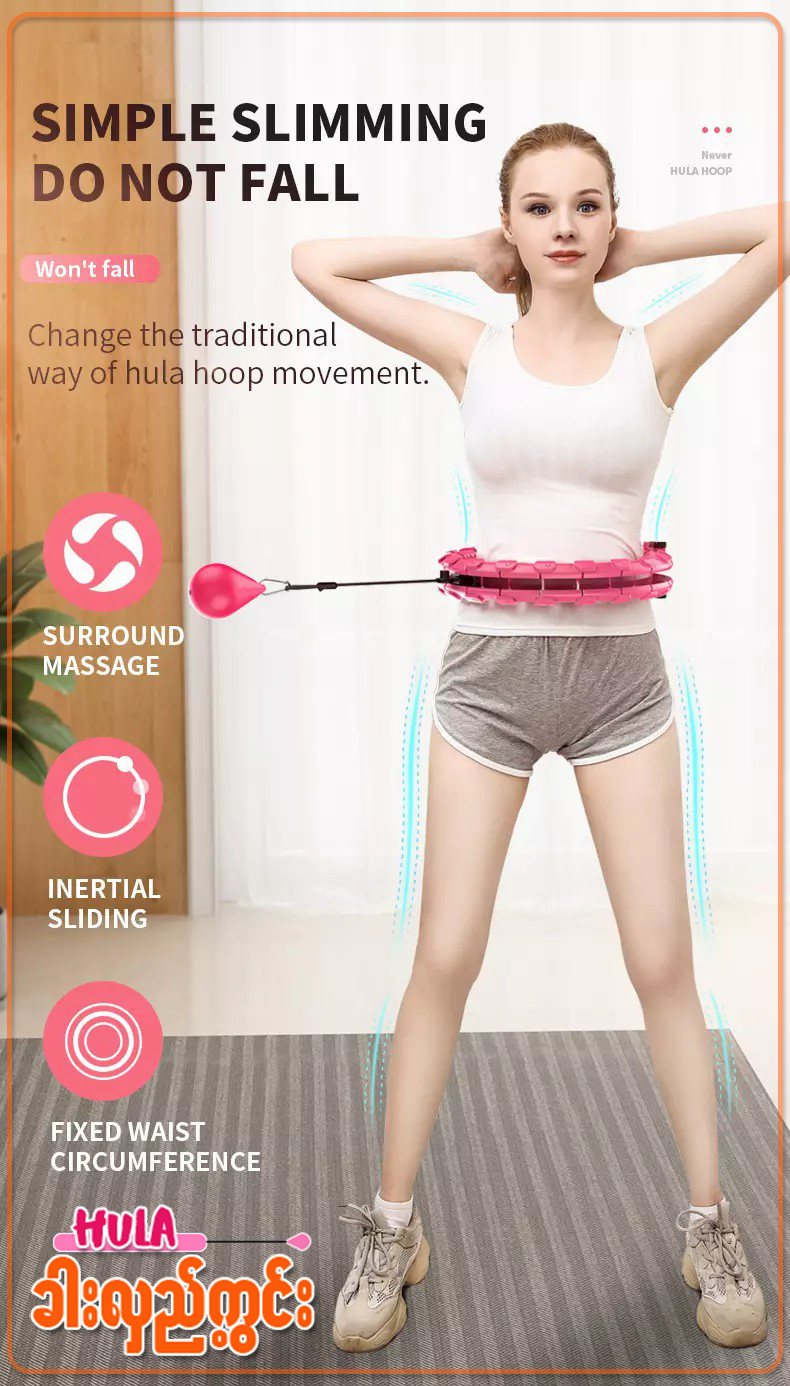 SIMPLE SLIMMING
DO NOT FALL
Never
HULA HOOP
Won't fall
Change the traditional
way of hula hoop movement.
SURROUND
MASSAGE
INERTIAL
SLIDING
FIXED WAIST
CIRCUMFERENCE
HULA
ခါးလှည့်ကွင်း